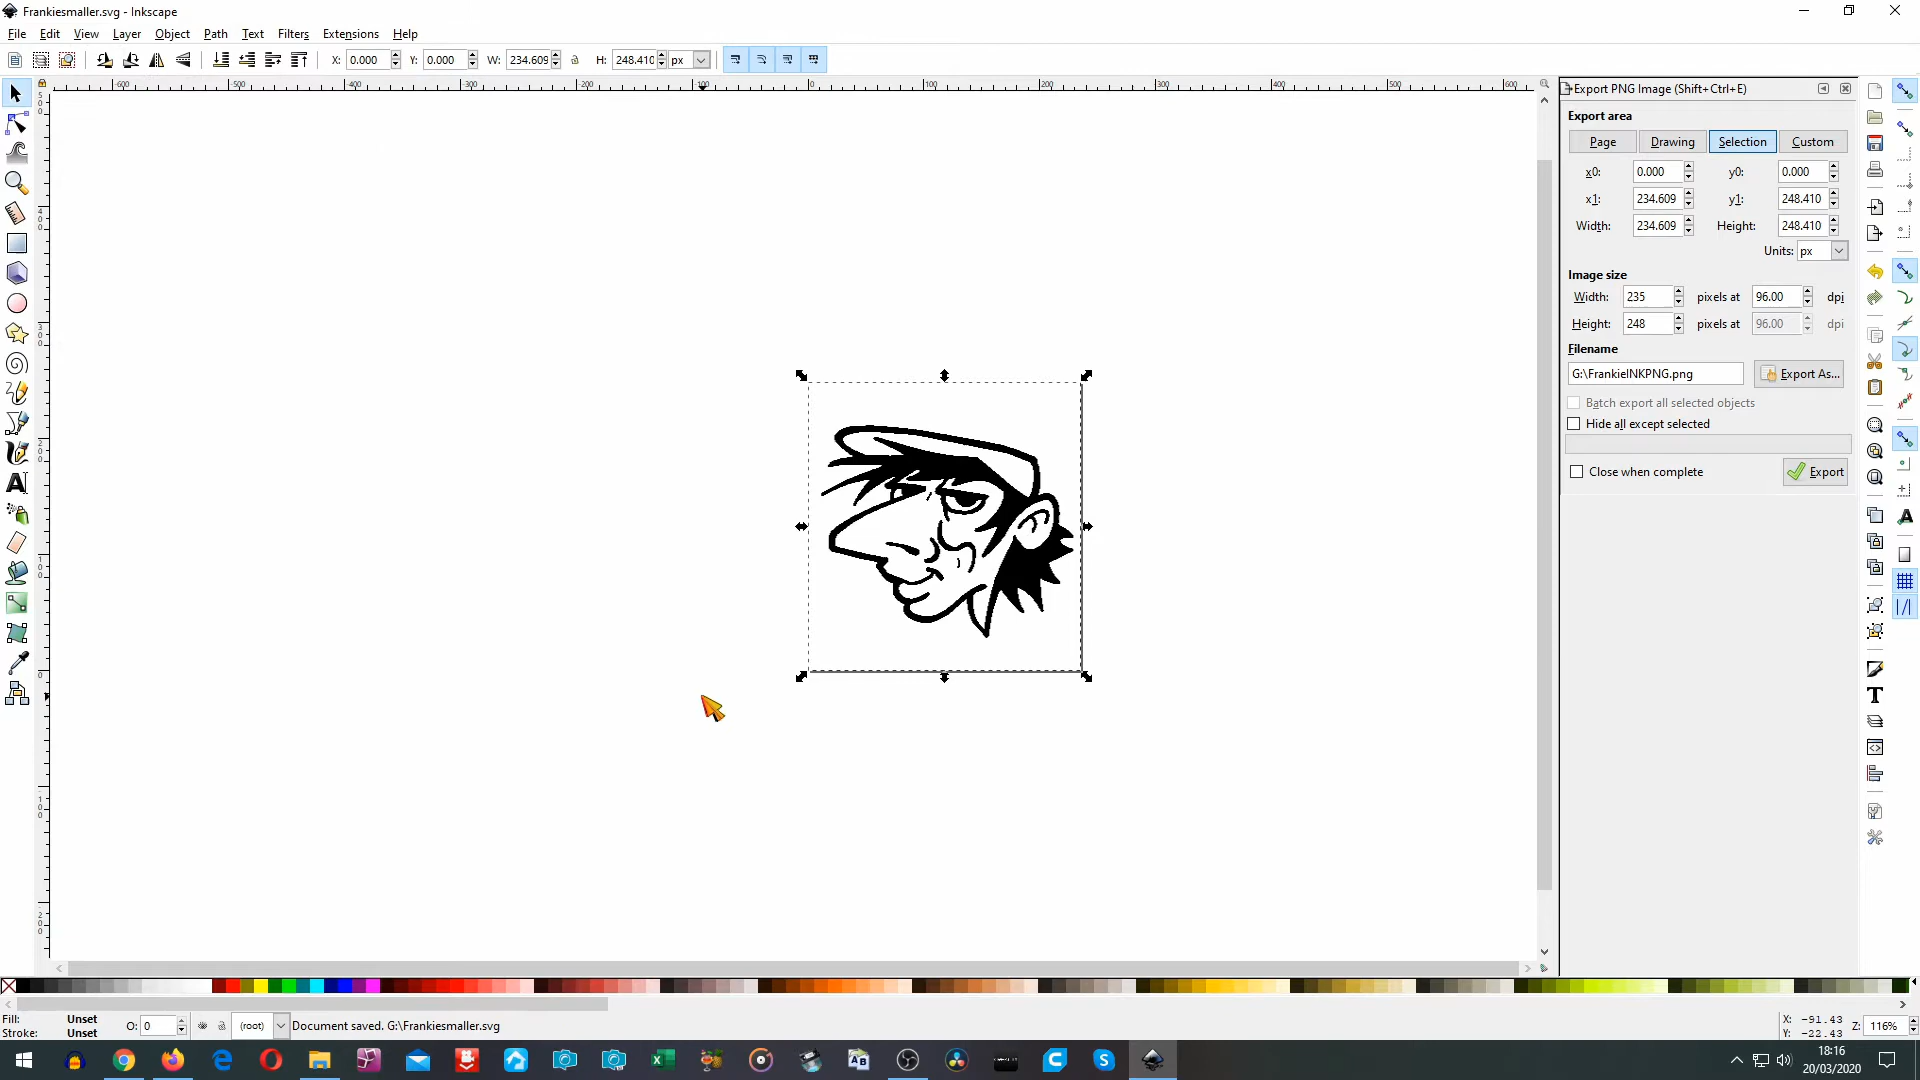 Frankiesmaller.svg - Inkscape
File Edit View Layer Object Path Text Filters Extensions Help
X: 0.000 Y: 0.000 W: 234.609 H: 248.410 px
Export PNG Image (Shift+Ctrl+E)
Export area
Page Drawing Selection Custom
x0: 0.000 y0: 0.000
x1: 234.609 y1: 248.410
Width: 234.609 Height: 248.410
Units: px
Image size
Width: 235 pixels at 96.00 dpi
Height: 248 pixels at 96.00 dpi
Filename
G:\FrankieINKPNG.png Export As...
Batch export all selected objects
Hide all except selected
Close when complete Export
Fill: Unset
Stroke: Unset
O: 0 (root) Document saved. G:\Frankiesmaller.svg
X: -91.43
Y: -22.43
Z: 116%
18:16
20/03/2020